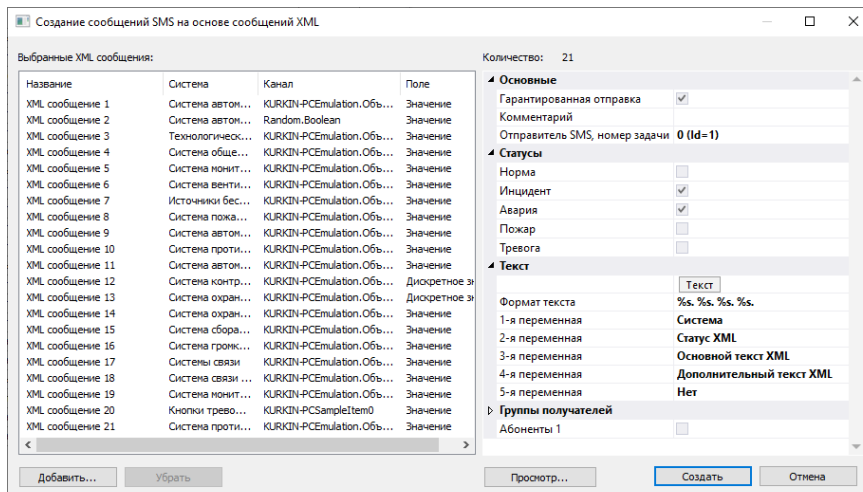 Создание сообщений SMS на основе сообщений XML
Выбранные XML сообщения:
Название Система Канал Поле
XML сообщение 1 Система автом... KURKIN-PCEmulation.Объ... Значение
XML сообщение 2 Система автом... Random.Boolean Значение
XML сообщение 3 Технологическ... KURKIN-PCEmulation.Объ... Значение
XML сообщение 4 Система обще... KURKIN-PCEmulation.Объ... Значение
XML сообщение 5 Система монит... KURKIN-PCEmulation.Объ... Значение
XML сообщение 6 Система венти... KURKIN-PCEmulation.Объ... Значение
XML сообщение 7 Источники бес... KURKIN-PCEmulation.Объ... Значение
XML сообщение 8 Система пожа... KURKIN-PCEmulation.Объ... Значение
XML сообщение 9 Система автом... KURKIN-PCEmulation.Объ... Значение
XML сообщение 10 Система проти... KURKIN-PCEmulation.Объ... Значение
XML сообщение 11 Система автом... KURKIN-PCEmulation.Объ... Значение
XML сообщение 12 Система контр... KURKIN-PCEmulation.Объ... Дискретное зн
XML сообщение 13 Система охран... KURKIN-PCEmulation.Объ... Дискретное зн
XML сообщение 14 Система охран... KURKIN-PCEmulation.Объ... Значение
XML сообщение 15 Система сбора... KURKIN-PCEmulation.Объ... Значение
XML сообщение 16 Система громк... KURKIN-PCEmulation.Объ... Значение
XML сообщение 17 Системы связи KURKIN-PCEmulation.Объ... Значение
XML сообщение 18 Система связи ... KURKIN-PCEmulation.Объ... Значение
XML сообщение 19 Система монит... KURKIN-PCEmulation.Объ... Значение
XML сообщение 20 Кнопки трево... KURKIN-PCSampleItem0 Значение
XML сообщение 21 Система проти... KURKIN-PCEmulation.Объ... Значение
Добавить... Убрать
Количество: 21
Основные
Гарантированная отправка
Комментарий
Отправитель SMS, номер задачи 0 (Id=1)
Статусы
Норма
Инцидент
Авария
Пожар
Тревога
Текст
Текст
Формат текста %s. %s. %s. %s.
1-я переменная Система
2-я переменная Статус XML
3-я переменная Основной текст XML
4-я переменная Дополнительный текст XML
5-я переменная Нет
Группы получателей
Абоненты 1
Просмотр... Создать Отмена